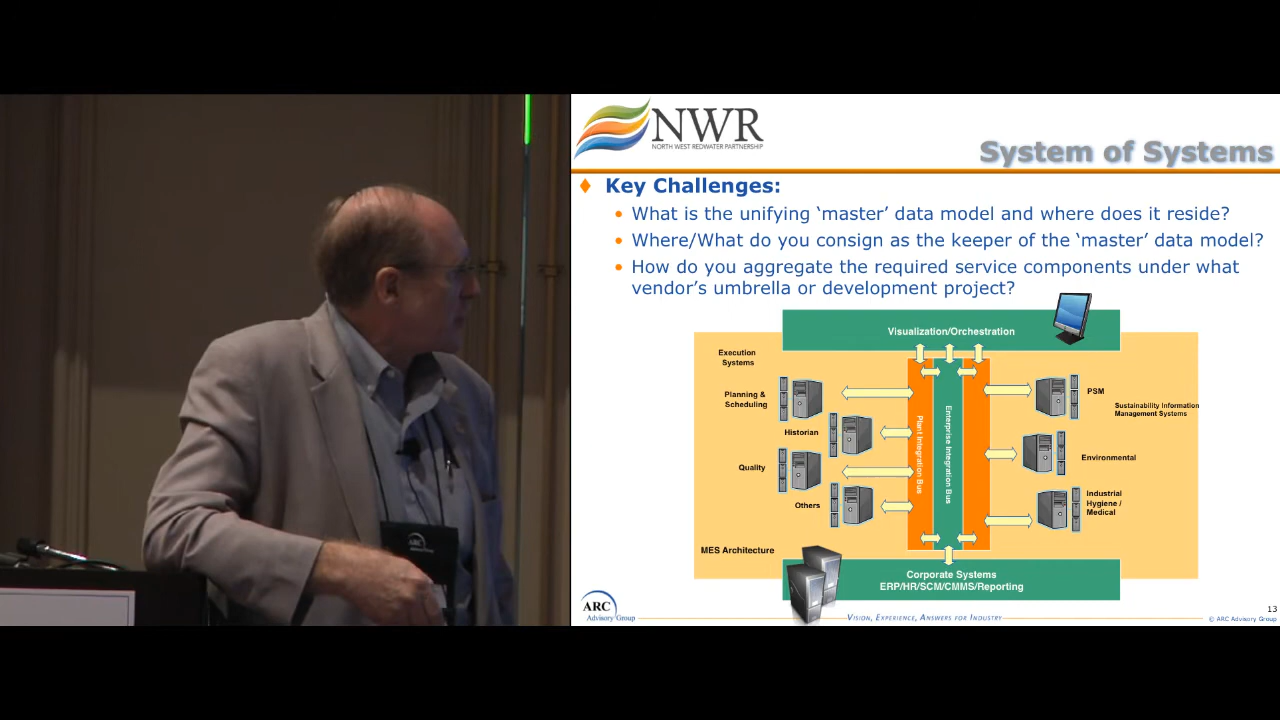 NWR
NORTH WEST REDWATER PARTNERSHIP
System of Systems
Key Challenges:
What is the unifying ‘master’ data model and where does it reside?
Where/What do you consign as the keeper of the ‘master’ data model?
How do you aggregate the required service components under what
vendor’s umbrella or development project?
Visualization/Orchestration
Execution
Systems
Planning &
Scheduling
Historian
Quality
Others
MES Architecture
Plant Integration Bus
Enterprise Integration Bus
PSM
Sustainability Information
Management Systems
Environmental
Industrial
Hygiene /
Medical
Corporate Systems
ERP/HR/SCM/CMMS/Reporting
ARC
Advisory Group
VISION, EXPERIENCE, ANSWERS FOR INDUSTRY
13
© ARC Advisory Group
ARC